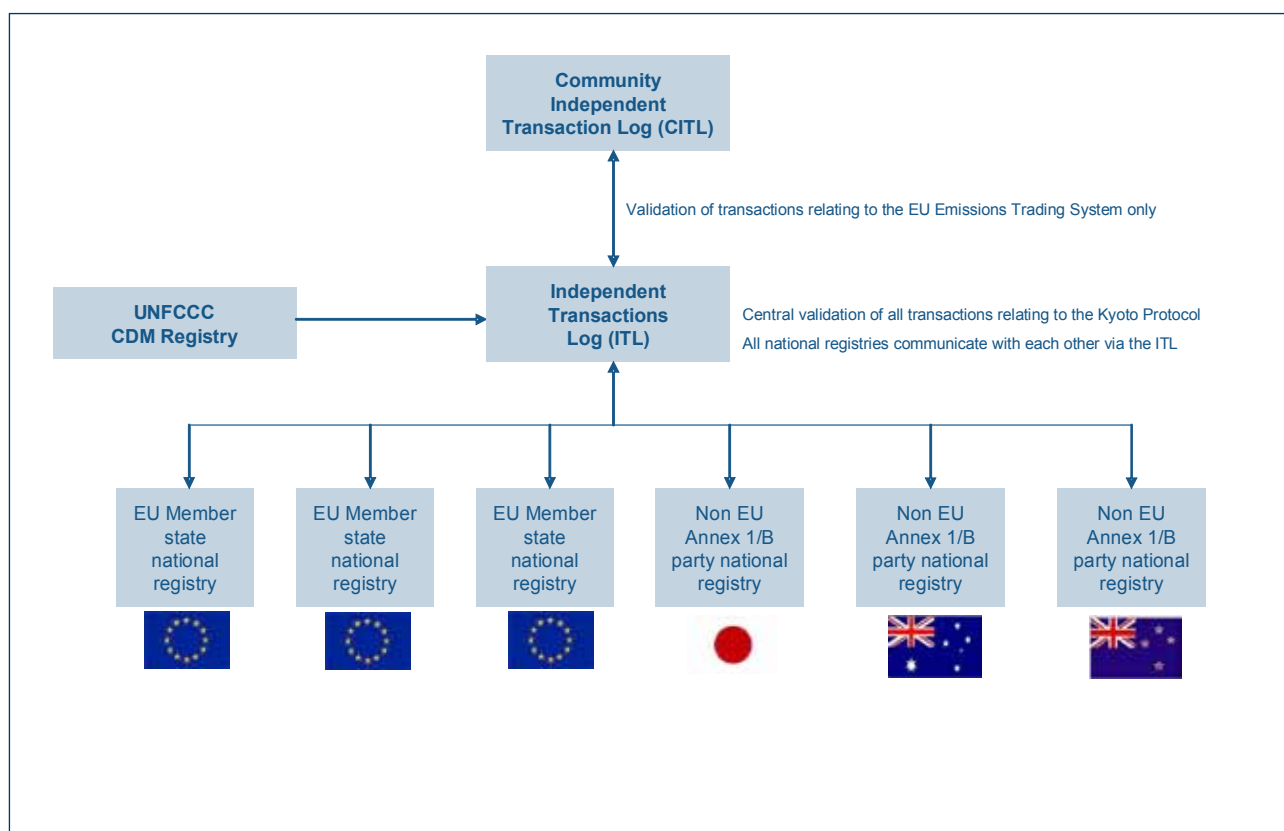 Community
Independent
Transaction Log (CITL)
Validation of transactions relating to the EU Emissions Trading System only
UNFCCC
CDM Registry
Independent
Transactions
Log (ITL)
Central validation of all transactions relating to the Kyoto Protocol
All national registries communicate with each other via the ITL
EU Member
state
national
registry
EU Member
state
national
registry
EU Member
state
national
registry
Non EU
Annex 1/B
party national
registry
Non EU
Annex 1/B
party national
registry
Non EU
Annex 1/B
party national
registry